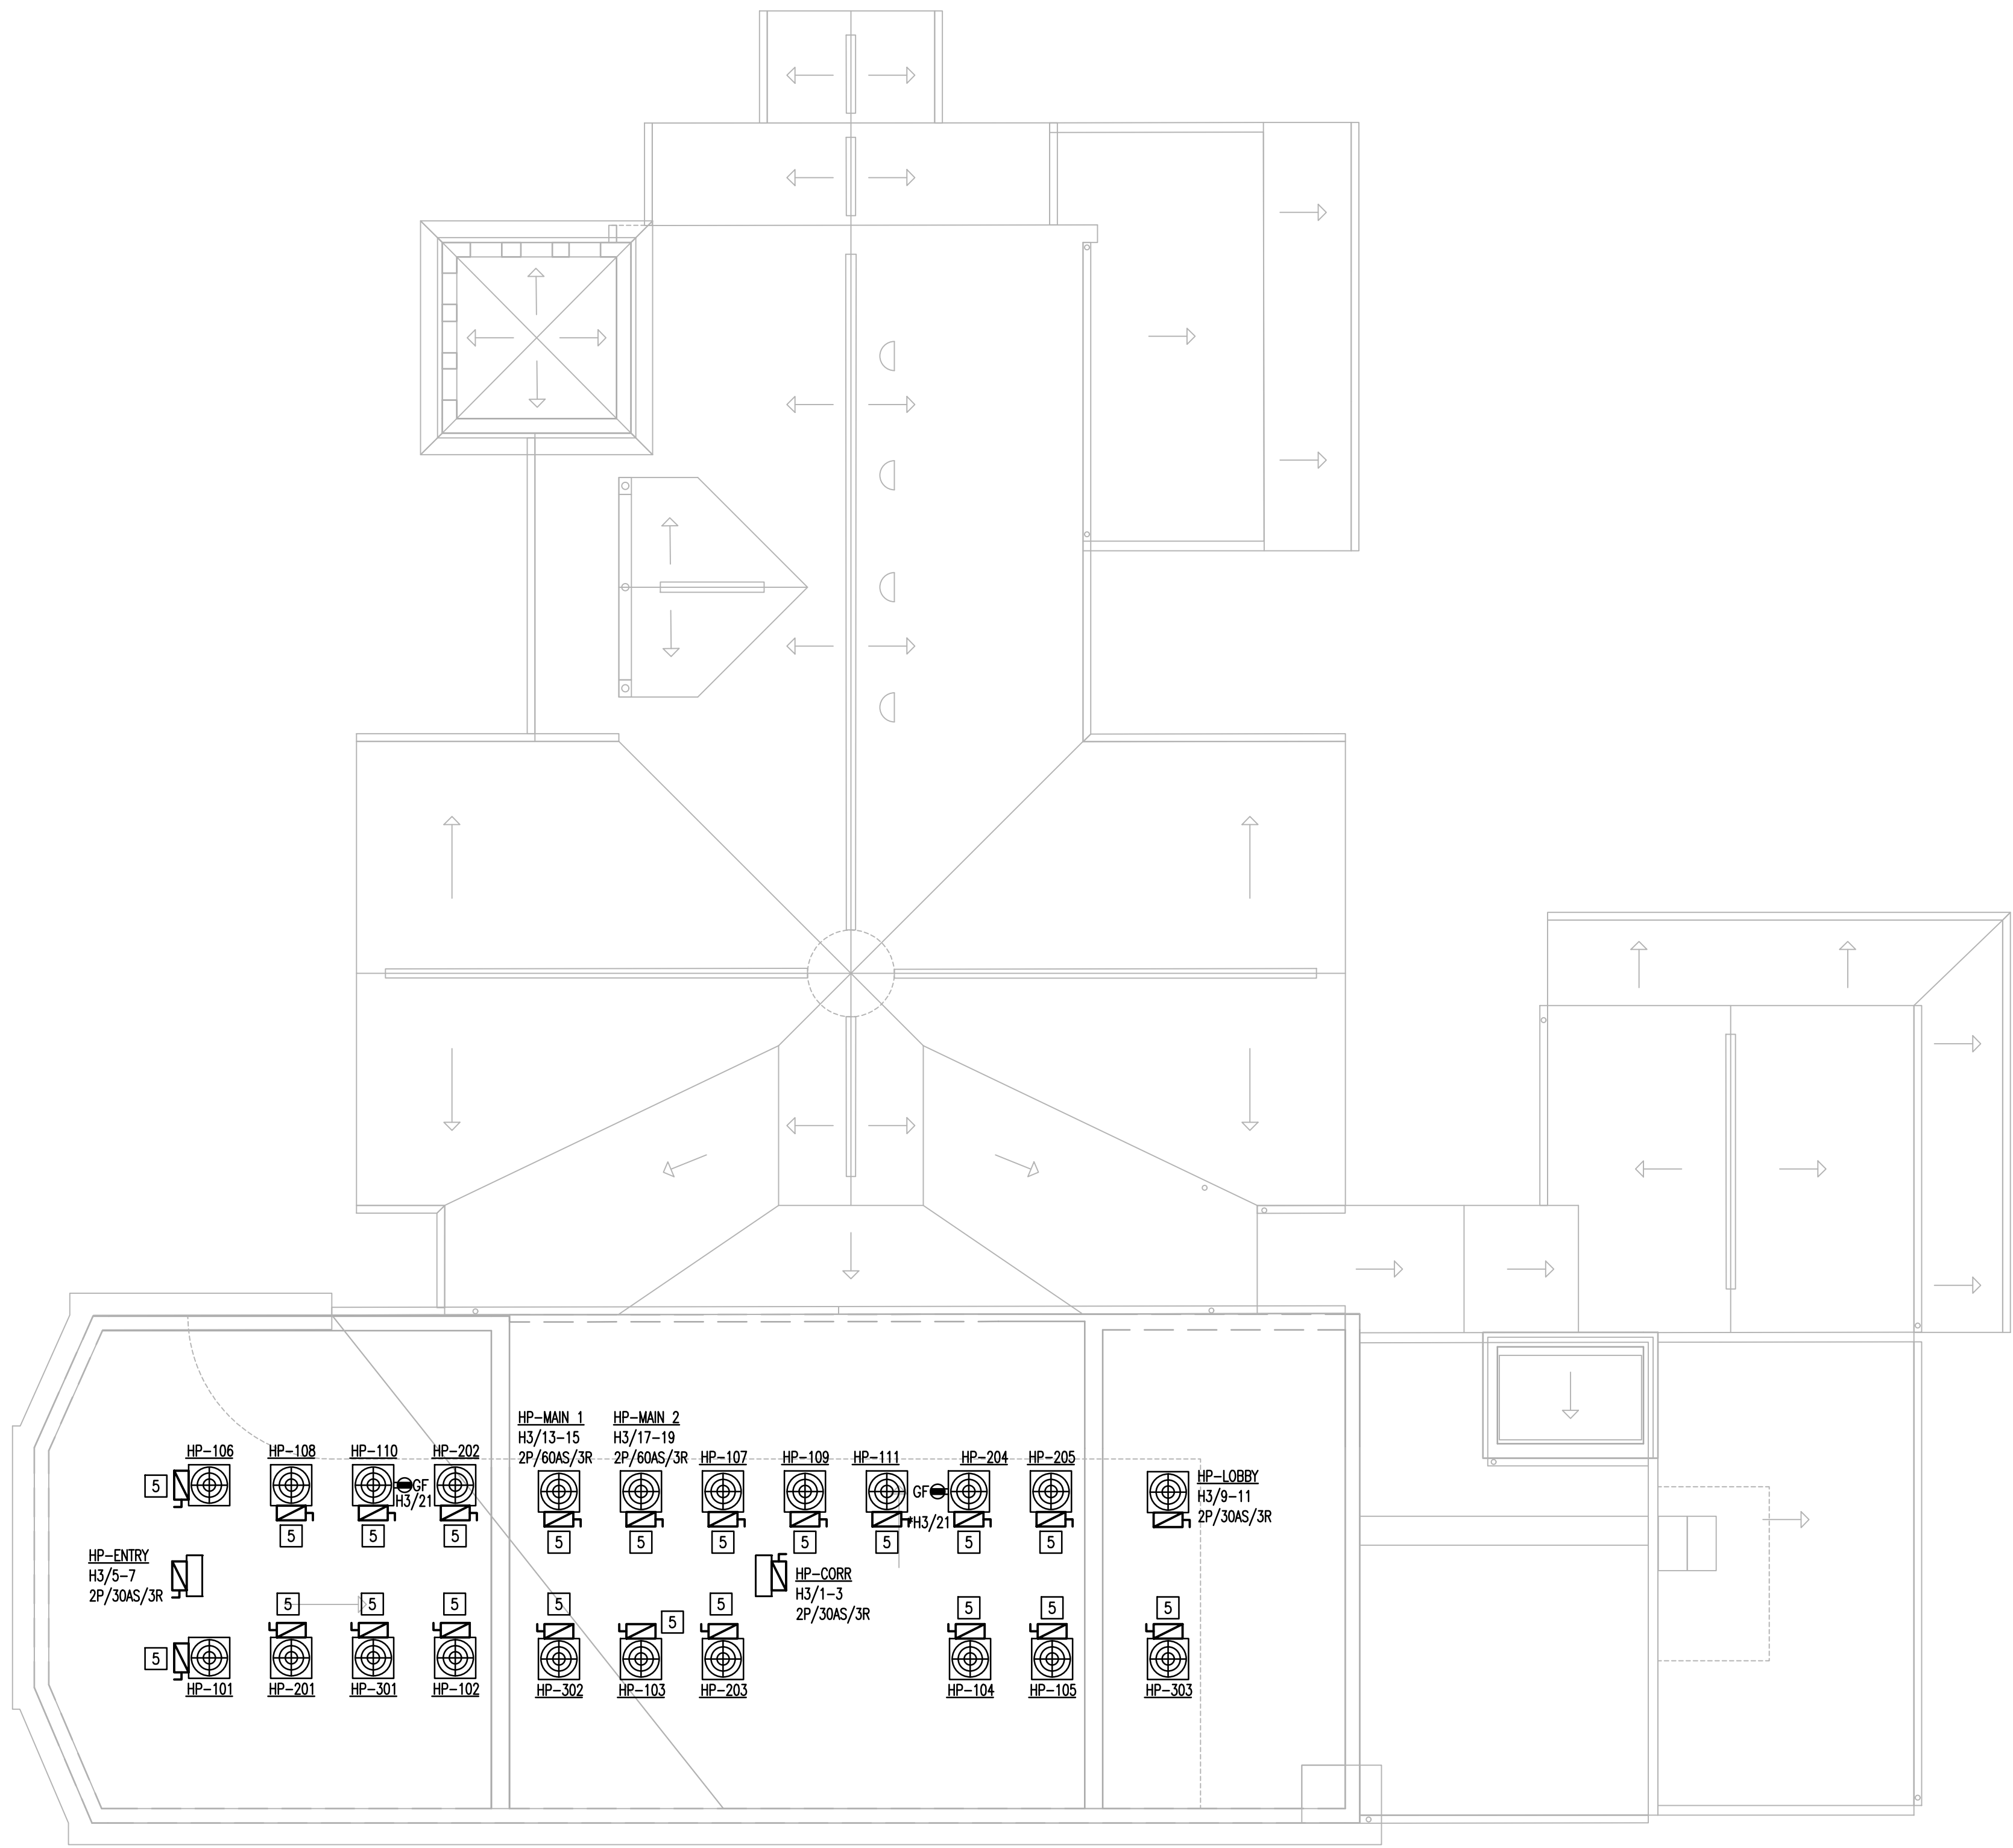 HP-MAIN 1
H3/13-15
2P/60AS/3R
HP-MAIN 2
H3/17-19
2P/60AS/3R
HP-106
HP-108
HP-110
HP-202
HP-107
HP-109
HP-111
HP-204
HP-205
HP-LOBBY
H3/9-11
2P/30AS/3R
5
GF
H3/21
GF
*H3/21
5
5
5
5
5
5
5
5
5
5
HP-ENTRY
H3/5-7
2P/30AS/3R
HP-CORR
H3/1-3
2P/30AS/3R
5
5
5
5
5
5
5
5
5
5
HP-101
HP-201
HP-301
HP-102
HP-302
HP-103
HP-203
HP-104
HP-105
HP-303